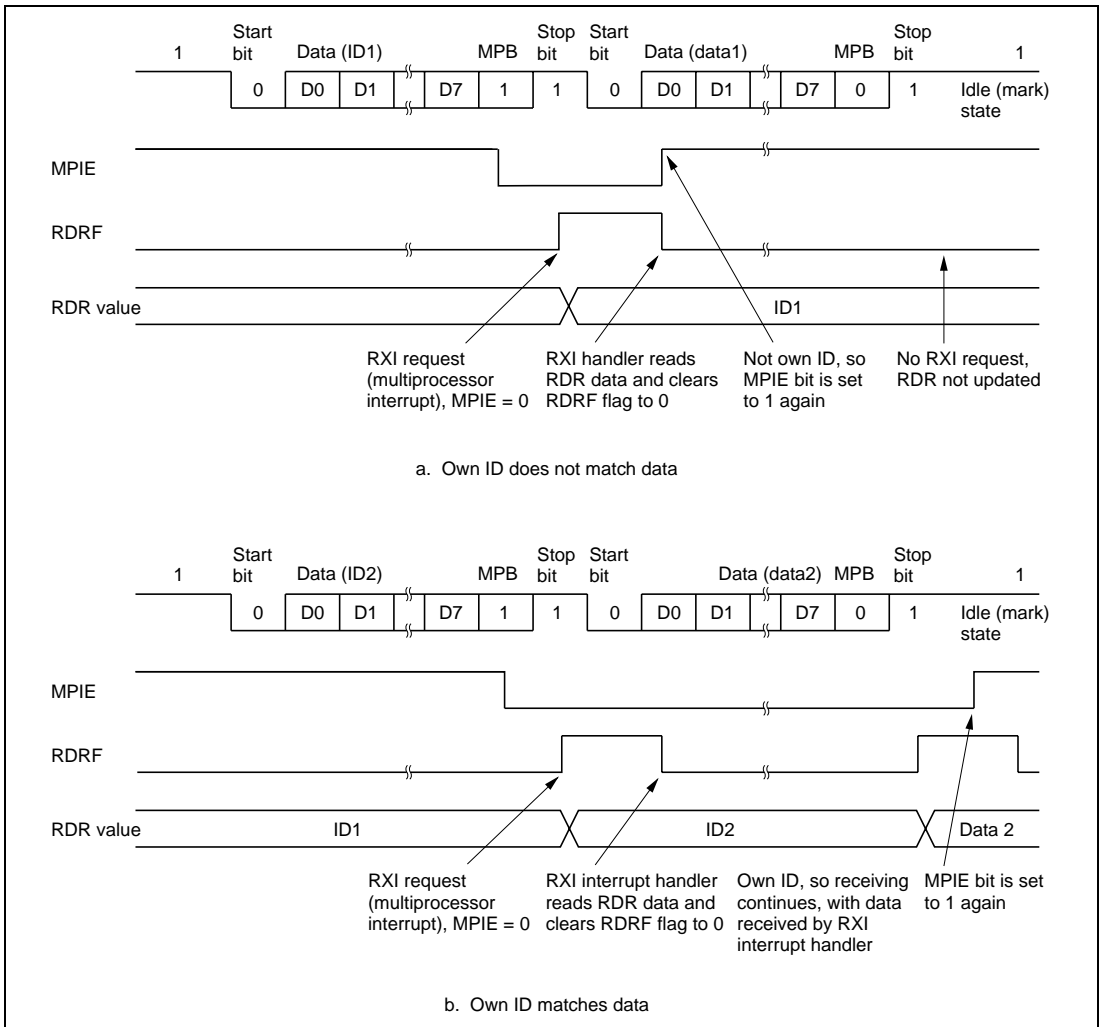 Start Stop Start Stop
1 bit Data (ID1) MPB bit bit Data (data1) MPB bit 1
0 D0 D1 D7 1 1 0 D0 D1 D7 0 1 Idle (mark)
state
MPIE
RDRF
RDR value ID1
RXI request
(multiprocessor
interrupt), MPIE = 0
RXI handler reads
RDR data and clears
RDRF flag to 0
Not own ID, so
MPIE bit is set
to 1 again
No RXI request,
RDR not updated
a. Own ID does not match data
Start Stop Start Stop
1 bit Data (ID2) MPB bit bit Data (data2) MPB bit 1
0 D0 D1 D7 1 1 0 D0 D1 D7 0 1 Idle (mark)
state
MPIE
RDRF
RDR value ID1 ID2 Data 2
RXI request
(multiprocessor
interrupt), MPIE = 0
RXI interrupt handler
reads RDR data and
clears RDRF flag to 0
Own ID, so receiving
continues, with data
received by RXI
interrupt handler
MPIE bit is set
to 1 again
b. Own ID matches data